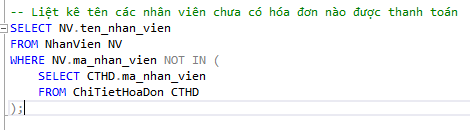 -- Liệt kê tên các nhân viên chưa có hóa đơn nào được thanh toán
SELECT NV.ten_nhan_vien
FROM NhanVien NV
WHERE NV.ma_nhan_vien NOT IN (
    SELECT CTHD.ma_nhan_vien
    FROM ChiTietHoaDon CTHD
);